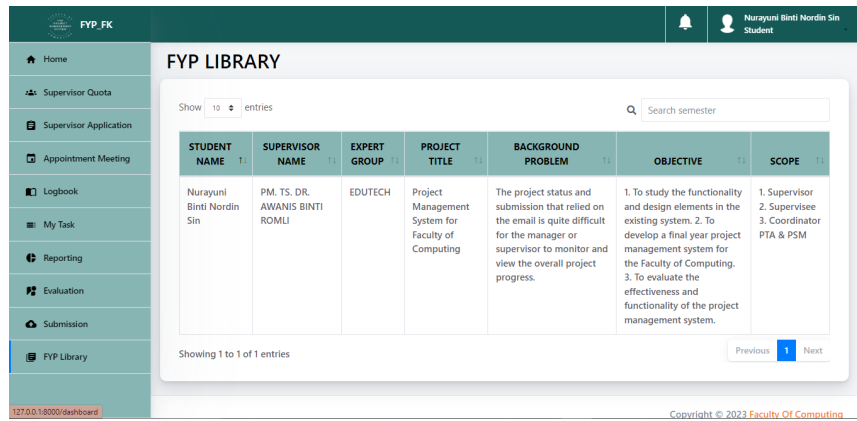 FYP_FK
Nurayuni Binti Nordin Sin
Student
Home
Supervisor Quota
Supervisor Application
Appointment Meeting
Logbook
My Task
Reporting
Evaluation
Submission
FYP Library
127.0.0.1:8000/dashboard
FYP LIBRARY
Show 10 entries
Search semester
STUDENT
NAME
SUPERVISOR
NAME
EXPERT
GROUP
PROJECT
TITLE
BACKGROUND
PROBLEM
OBJECTIVE
SCOPE
Nurayuni
Binti Nordin
Sin
PM. TS. DR.
AWANIS BINTI
ROMLI
EDUTECH
Project
Management
System for
Faculty of
Computing
The project status and
submission that relied on
the email is quite difficult
for the manager or
supervisor to monitor and
view the overall project
progress.
1. To study the functionality
and design elements in the
existing system. 2. To
develop a final year project
management system for
the Faculty of Computing.
3. To evaluate the
effectiveness and
functionality of the project
management system.
1. Supervisor
2. Supervisee
3. Coordinator
PTA & PSM
Showing 1 to 1 of 1 entries
Previous 1 Next
Copyright © 2023 Faculty Of Computing